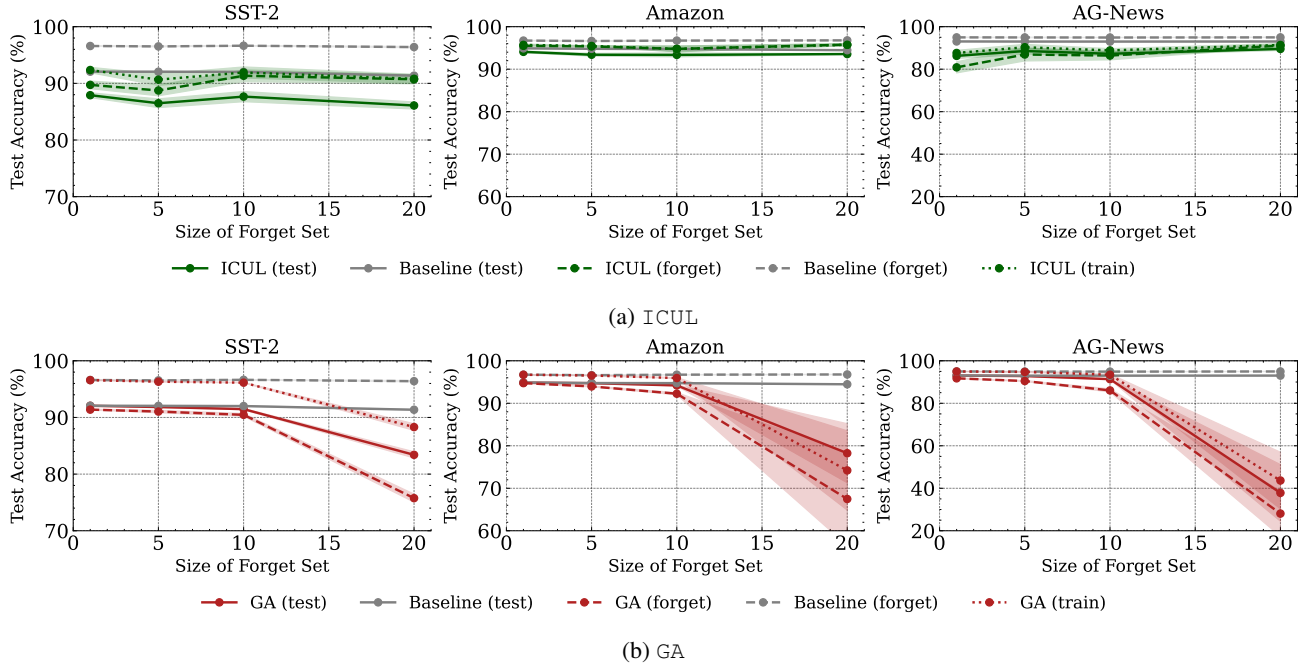 SST-2
Amazon
AG-News
Test Accuracy (%)
100
90
80
70
0 5 10 15 20
Size of Forget Set
Test Accuracy (%)
100
90
80
70
60
0 5 10 15 20
Size of Forget Set
Test Accuracy (%)
100
80
60
40
20
0 5 10 15 20
Size of Forget Set
ICUL (test) Baseline (test) ICUL (forget) Baseline (forget) ICUL (train)
(a) ICUL
SST-2
Amazon
AG-News
Test Accuracy (%)
100
90
80
70
0 5 10 15 20
Size of Forget Set
Test Accuracy (%)
100
90
80
70
60
0 5 10 15 20
Size of Forget Set
Test Accuracy (%)
100
80
60
40
20
0 5 10 15 20
Size of Forget Set
GA (test) Baseline (test) GA (forget) Baseline (forget) GA (train)
(b) GA